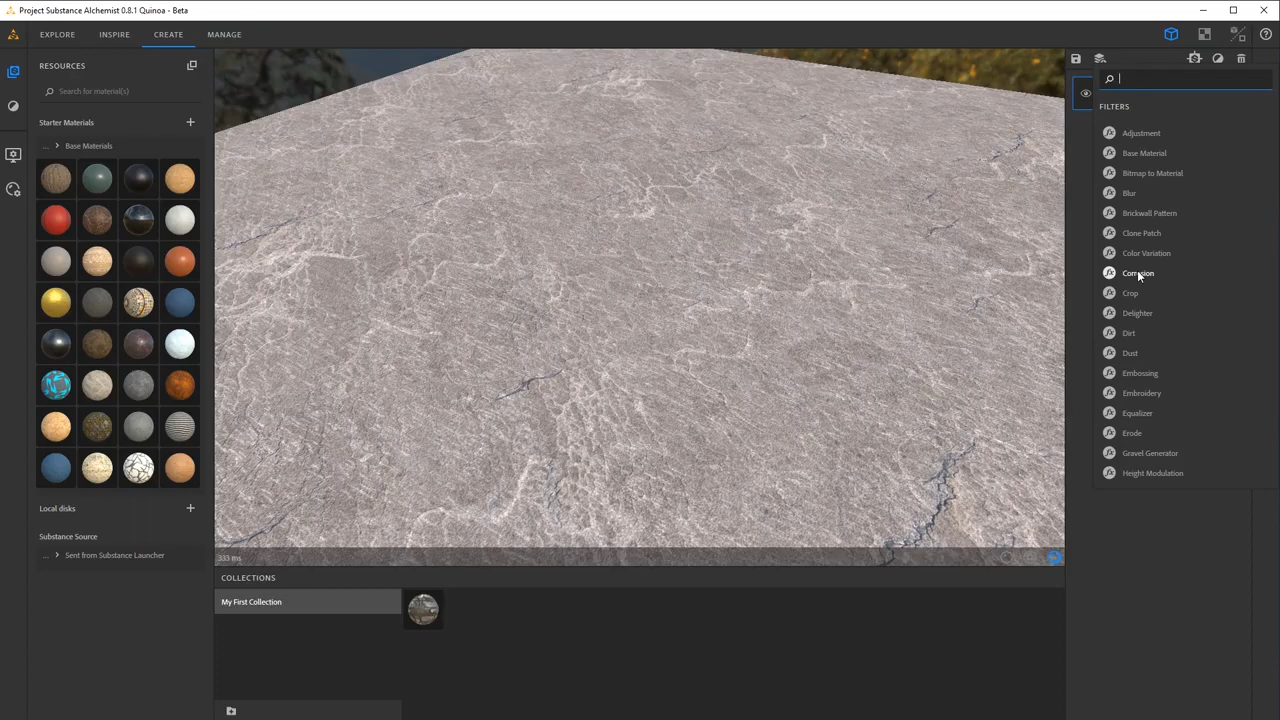 Project Substance Alchemist 0.8.1 Quinoa - Beta
EXPLORE INSPIRE CREATE MANAGE
RESOURCES
Search for material(s)
Starter Materials
... > Base Materials
Local disks
Substance Source
... > Sent from Substance Launcher
333 ms
COLLECTIONS
My First Collection
FILTERS
Adjustment
Base Material
Bitmap to Material
Blur
Brickwall Pattern
Clone Patch
Color Variation
Corrosion
Crop
Delighter
Dirt
Dust
Embossing
Embroidery
Equalizer
Erode
Gravel Generator
Height Modulation